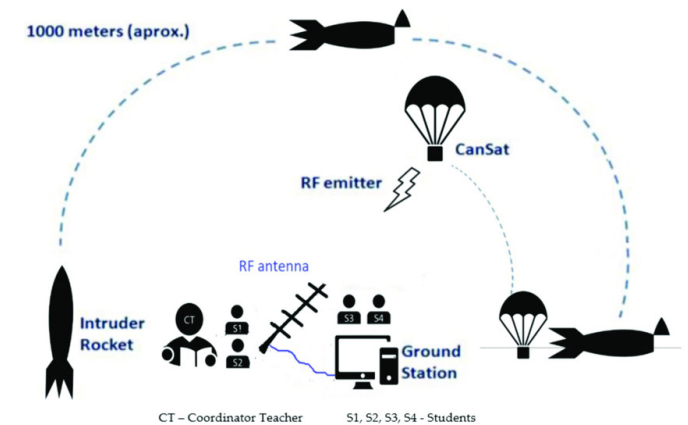 1000 meters (aprox.)
CanSat
RF emitter
RF antenna
Intruder
Rocket
CT
S1
S2
S3 S4
Ground
Station
CT – Coordinator Teacher S1, S2, S3, S4 - Students